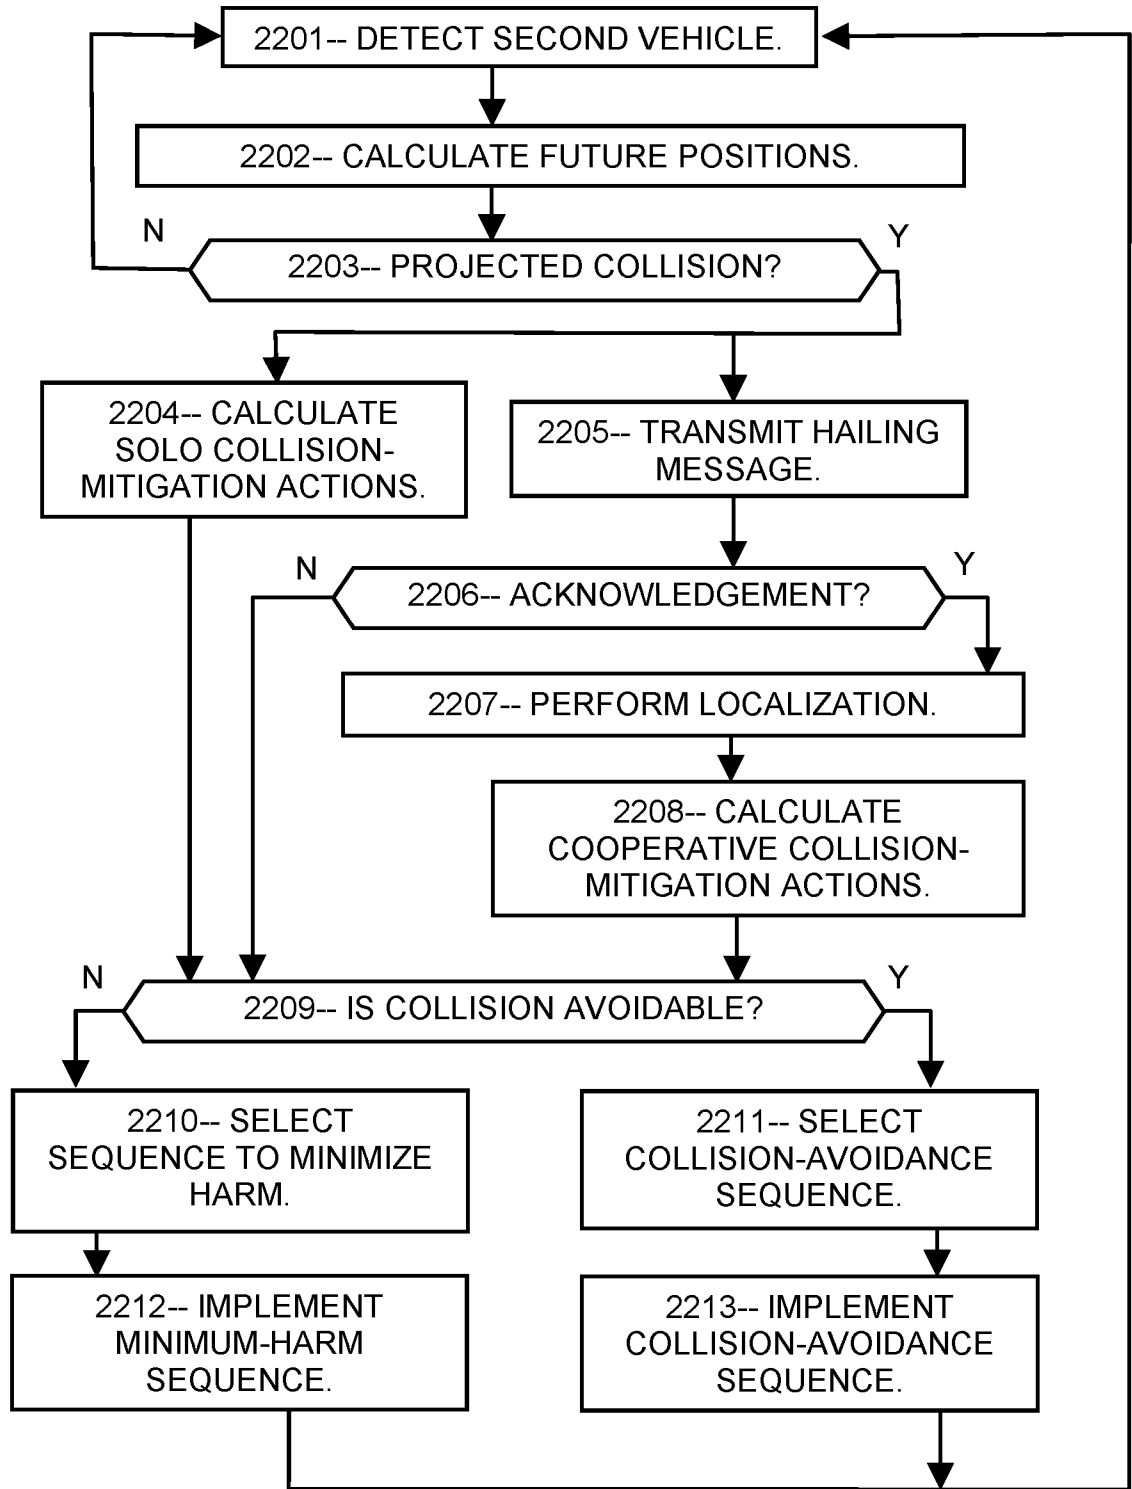 2201-- DETECT SECOND VEHICLE.
2202-- CALCULATE FUTURE POSITIONS.
N
Y
2203-- PROJECTED COLLISION?
2204-- CALCULATE
SOLO COLLISION-
MITIGATION ACTIONS.
2205-- TRANSMIT HAILING
MESSAGE.
N
Y
2206-- ACKNOWLEDGEMENT?
2207-- PERFORM LOCALIZATION.
2208-- CALCULATE
COOPERATIVE COLLISION-
MITIGATION ACTIONS.
N
Y
2209-- IS COLLISION AVOIDABLE?
2210-- SELECT
SEQUENCE TO MINIMIZE
HARM.
2211-- SELECT
COLLISION-AVOIDANCE
SEQUENCE.
2212-- IMPLEMENT
MINIMUM-HARM
SEQUENCE.
2213-- IMPLEMENT
COLLISION-AVOIDANCE
SEQUENCE.